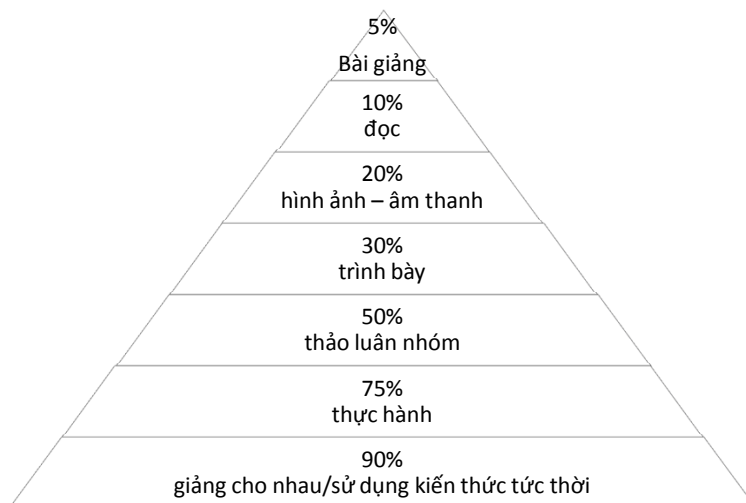 5%
Bài giảng
10%
đọc
20%
hình ảnh – âm thanh
30%
trình bày
50%
thảo luân nhóm
75%
thực hành
90%
giảng cho nhau/sử dụng kiến thức tức thời